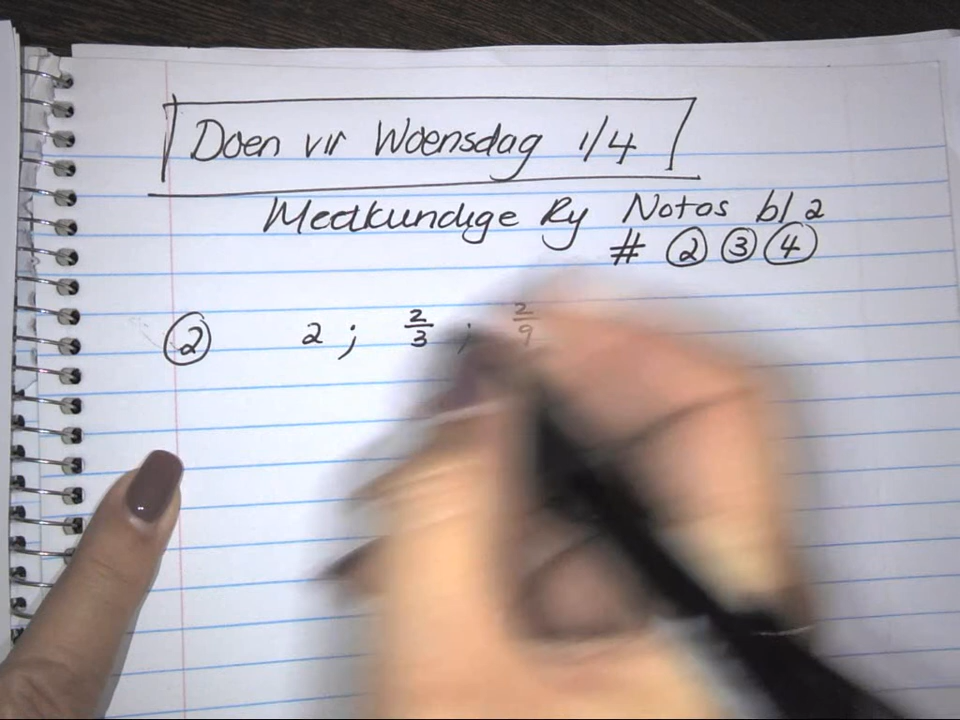 Doen vir Woensdag 1/4
Meetkundige Ry Notas bl 2
# ② ③ ④
② 2 ; 2/3 ; 2/9